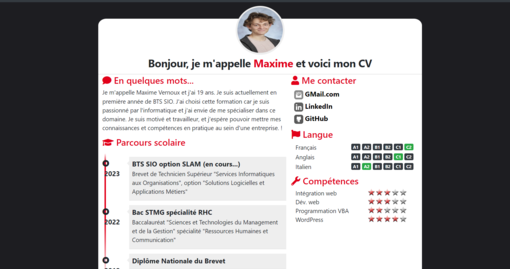 Bonjour, je m'appelle Maxime et voici mon CV
En quelques mots...
Je m'appelle Maxime Vernoux et j'ai 19 ans. Je suis actuellement en
première année de BTS SIO. J'ai choisi cette formation car je suis
passionné par l'informatique et j'ai envie de me spécialiser dans ce
domaine. Je suis motivé et travailleur, et j'espère pouvoir mettre mes
connaissances et compétences en pratique au sein d'une entreprise. !
Parcours scolaire
2023
BTS SIO option SLAM (en cours...)
Brevet de Technicien Supérieur "Services Informatiques
aux Organisations", option "Solutions Logicielles et
Applications Métiers"
2022
Bac STMG spécialité RHC
Baccalauréat "Sciences et Technologies du Management
et de la Gestion" spécialité "Ressources Humaines et
Communication"
Diplôme Nationale du Brevet
Me contacter
GMail.com
LinkedIn
GitHub
Langue
Français A1 A2 B1 B2 C1 C2
Anglais A1 A2 B1 B2 C1 C2
Italien A1 A2 B1 B2 C1 C2
Compétences
Intégration web
Dév. web
Programmation VBA
WordPress